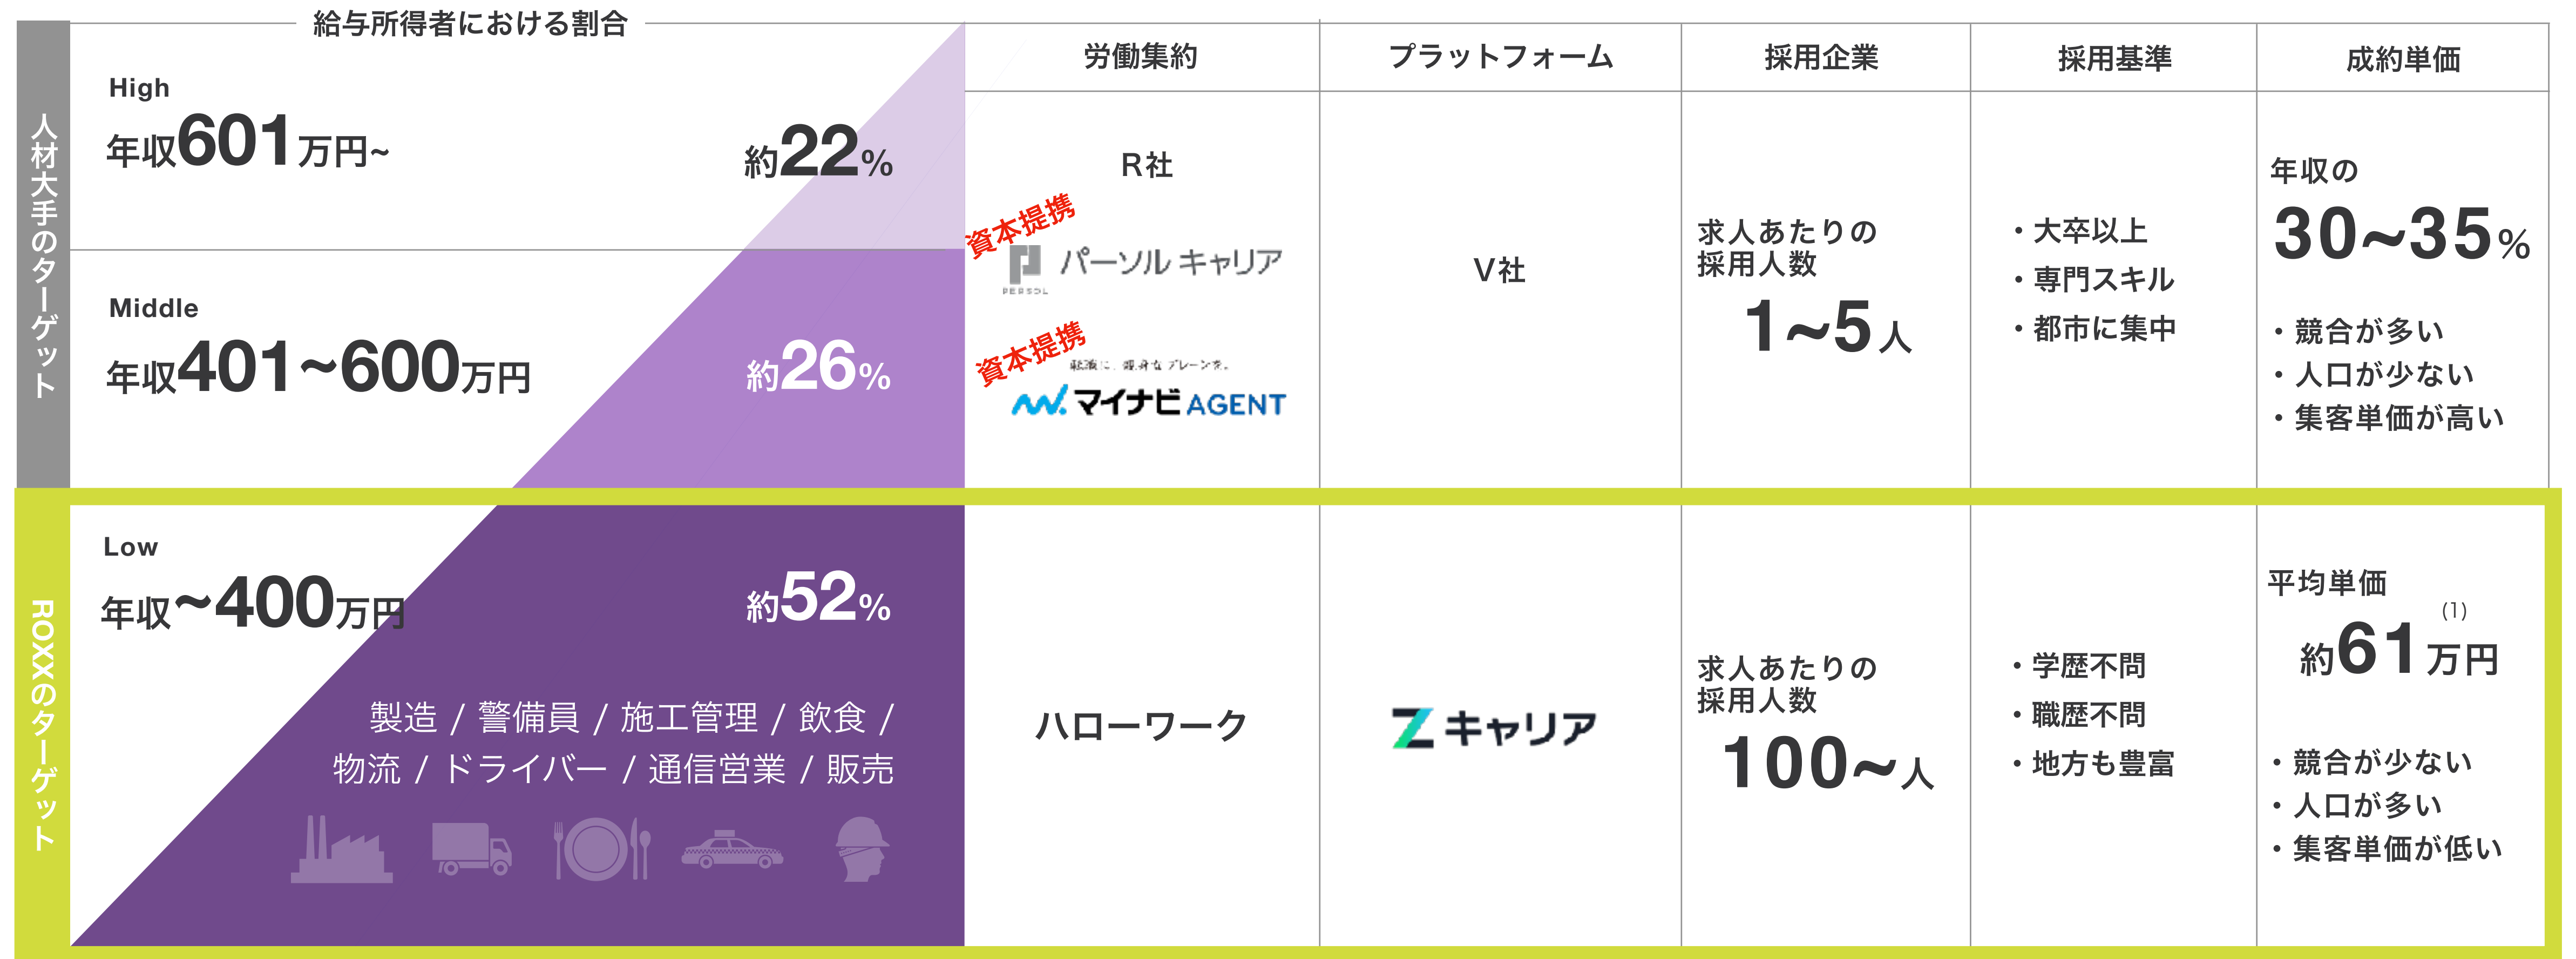 給与所得者における割合
労働集約
プラットフォーム
採用企業
採用基準
成約単価
人材大手のターゲット
High
年収601万円~
約22%
Middle
年収401~600万円
約26%
R社
資本提携
パーソル キャリア
PERSOL
資本提携
マイナビ AGENT
V社
求人あたりの
採用人数
1~5人
・大卒以上
・専門スキル
・都市に集中
年収の
30~35%
・競合が多い
・人口が少ない
・集客単価が高い
ROXXのターゲット
Low
年収~400万円
約52%
製造 / 警備員 / 施工管理 / 飲食 /
物流 / ドライバー / 通信営業 / 販売
ハローワーク
Zキャリア
求人あたりの
採用人数
100~人
・学歴不問
・職歴不問
・地方も豊富
平均単価
(1)
約61万円
・競合が少ない
・人口が多い
・集客単価が低い